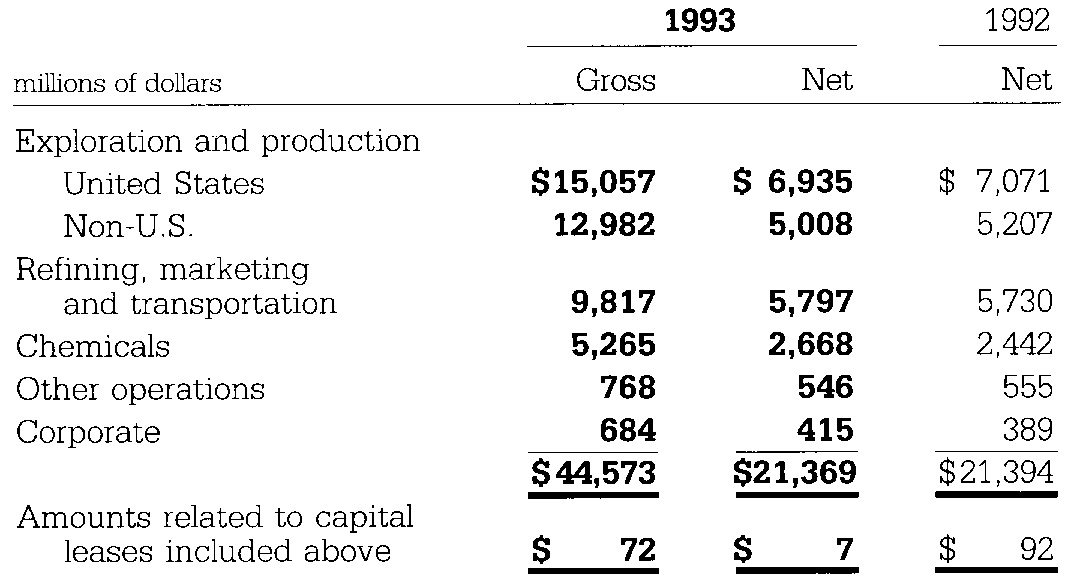 1993 1992
millions of dollars Gross Net Net
Exploration and production
United States $15,057 $ 6,935 $ 7,071
Non-U.S. 12,982 5,008 5,207
Refining, marketing
and transportation 9,817 5,797 5,730
Chemicals 5,265 2,668 2,442
Other operations 768 546 555
Corporate 684 415 389
$44,573 $21,369 $21,394
Amounts related to capital
leases included above $ 72 $ 7 $ 92